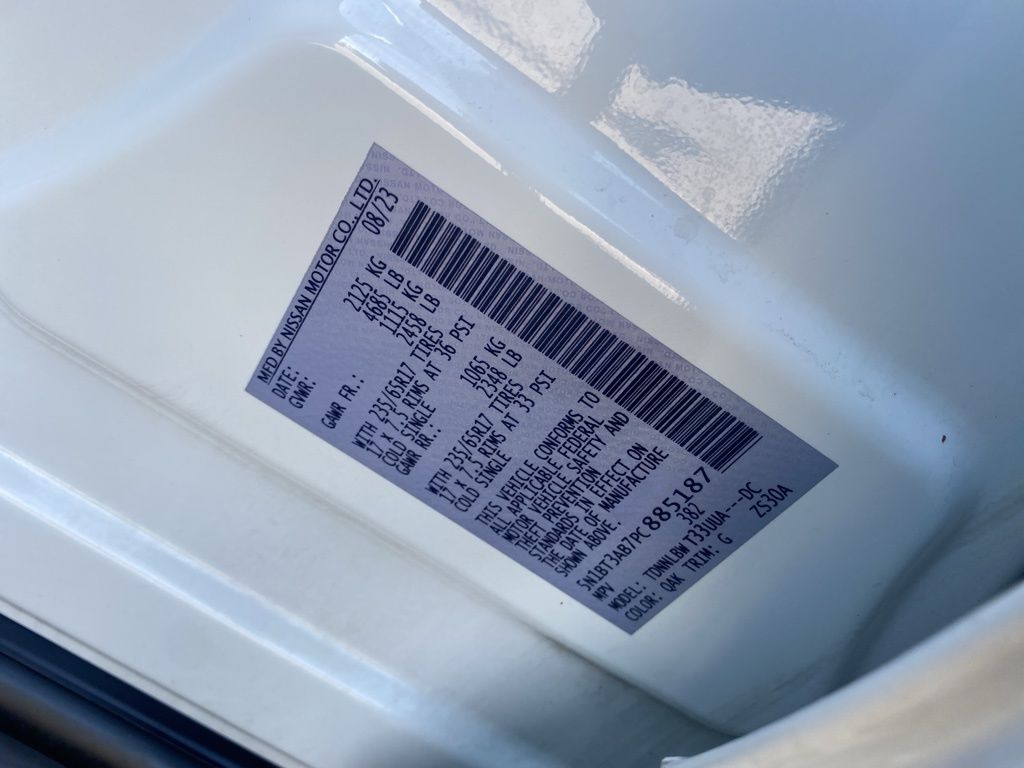 MFD BY NISSAN MOTOR CO., LTD.
DATE: 08/23
GVWR: 2125 KG
4685 LB
GAWR FR.: 1115 KG
2458 LB
WITH 235/65R17 TIRES
17 X 7.5 RIMS AT 36 PSI
COLD SINGLE
GAWR RR.: 1065 KG
2348 LB
WITH 235/65R17 TIRES
17 X 7.5 RIMS AT 33 PSI
COLD SINGLE
THIS VEHICLE CONFIRMS TO
ALL APPLICABLE FEDERAL
MOTOR VEHICLE SAFETY AND
THEFT PREVENTION
STANDARDS IN EFFECT ON
THE DATE OF MANUFACTURE
SHOWN ABOVE.
5N1BT3AB7PC885187
MPV 382
MODEL: TDWNLBWT33UUA---DC
COLOR: QAK TRIM: G ZS30A